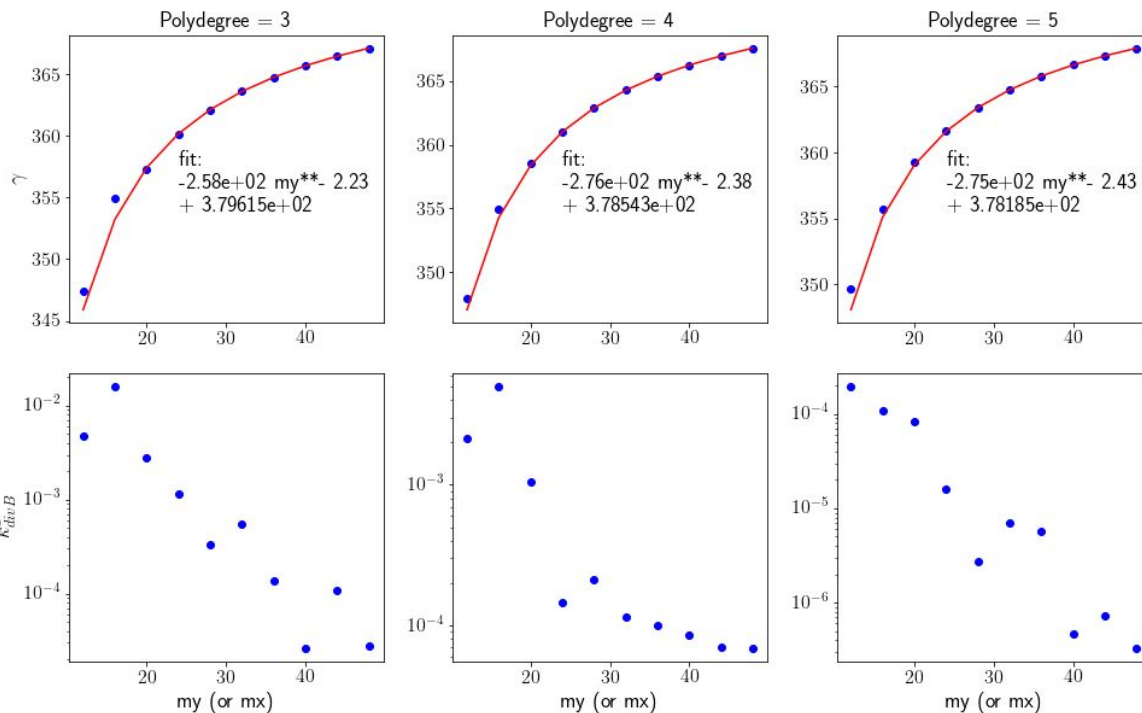 Polydegree = 3
Polydegree = 4
Polydegree = 5
γ
365
360
355
350
345
fit:
-2.58e+02 my**- 2.23
+ 3.79615e+02
20
30
40
365
360
355
350
fit:
-2.76e+02 my**- 2.38
+ 3.78543e+02
20
30
40
365
360
355
350
fit:
-2.75e+02 my**- 2.43
+ 3.78185e+02
20
30
40
10⁻²
10⁻³
10⁻⁴
20
30
40
my (or mx)
10⁻³
10⁻⁴
20
30
40
my (or mx)
10⁻⁴
10⁻⁵
10⁻⁶
20
30
40
my (or mx)